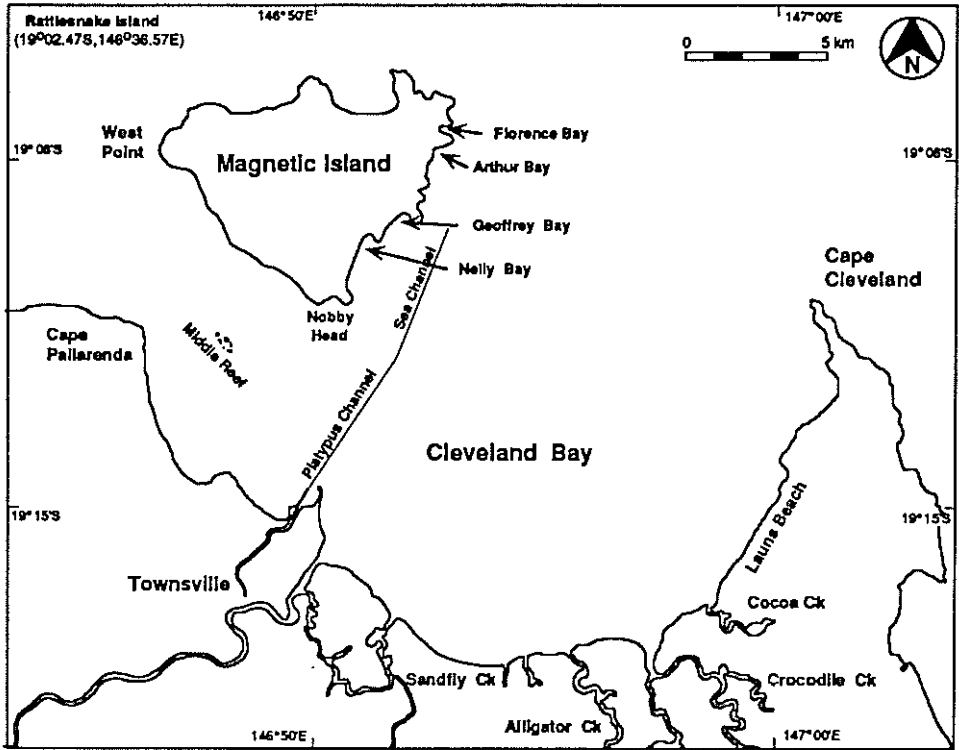 Rattlesnake Island
(19°02.47S,146°36.57E)
146°50'E
147°00'E
0 5 km
N
West
Point
Magnetic Island
Florence Bay
Arthur Bay
19°08'S
19°08'S
Geoffrey Bay
Nelly Bay
Sea Channel
Nobby
Head
Cape
Cleveland
Cape
Pallarenda
Middle Reef
Platypus Channel
Cleveland Bay
19°15'S
19°15'S
Launs Beach
Townsville
Cocoa Ck
Sandfly Ck
Crocodile Ck
Alligator Ck
146°50'E
147°00'E